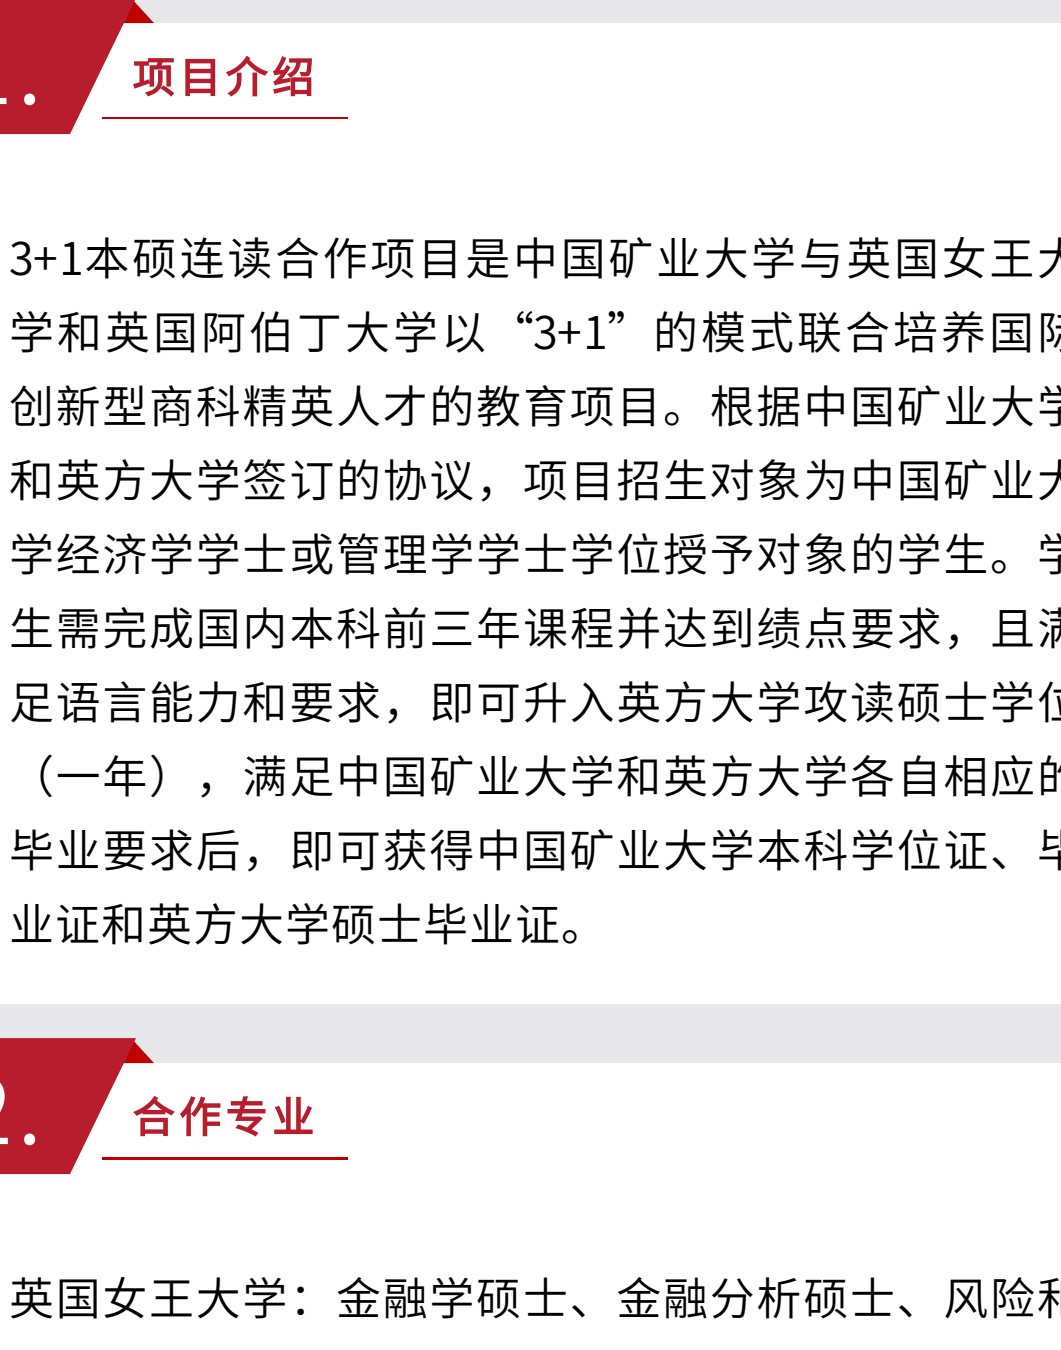 1.
项目介绍
3+1本硕连读合作项目是中国矿业大学与英国女王大
学和英国阿伯丁大学以“3+1”的模式联合培养国际
创新型商科精英人才的教育项目。根据中国矿业大学
和英方大学签订的协议，项目招生对象为中国矿业大
学经济学学士或管理学学士学位授予对象的学生。学
生需完成国内本科前三年课程并达到绩点要求，且满
足语言能力和要求，即可升入英方大学攻读硕士学位
（一年），满足中国矿业大学和英方大学各自相应的
毕业要求后，即可获得中国矿业大学本科学位证、毕
业证和英方大学硕士毕业证。
2.
合作专业
英国女王大学：金融学硕士、金融分析硕士、风险和